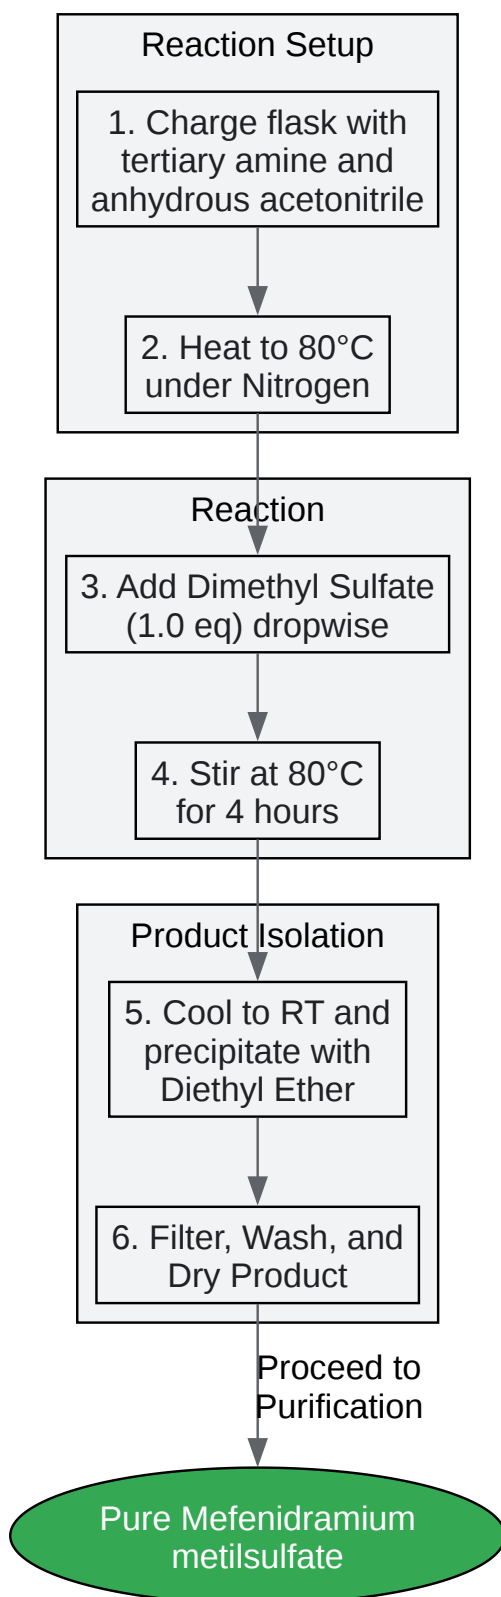 Reaction Setup
1. Charge flask with
tertiary amine and
anhydrous acetonitrile
2. Heat to 80°C
under Nitrogen
Reaction
3. Add Dimethyl Sulfate
(1.0 eq) dropwise
4. Stir at 80°C
for 4 hours
Product Isolation
5. Cool to RT and
precipitate with
Diethyl Ether
6. Filter, Wash, and
Dry Product
Proceed to
Purification
Pure Mefenidramium
metilsulfate